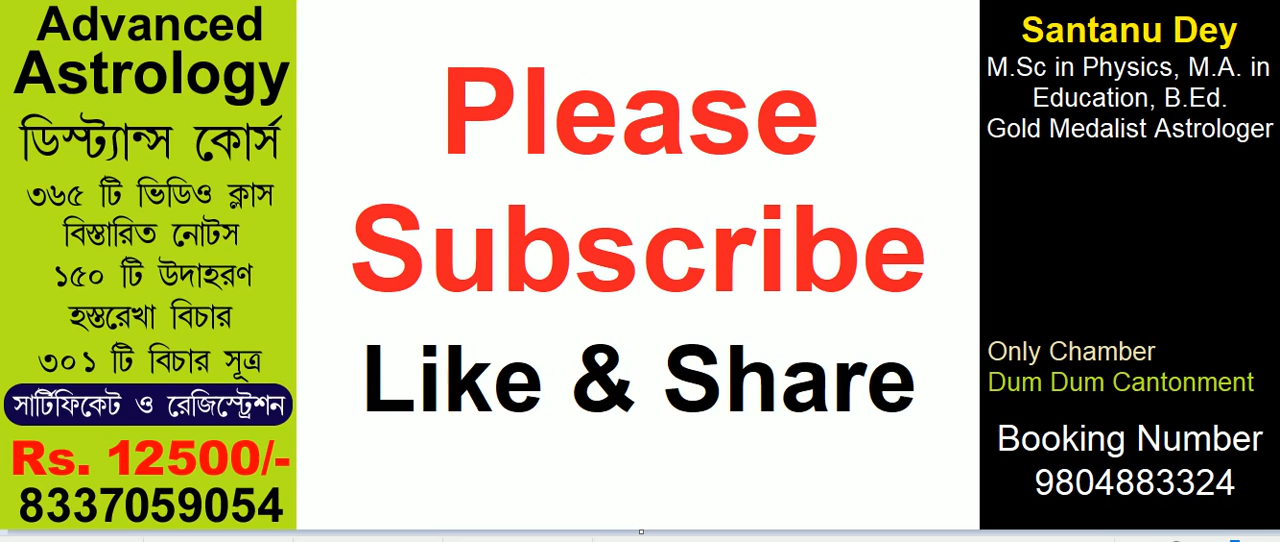 Advanced
Astrology
ডিস্ট্যান্স কোর্স
৩৬৫ টি ভিডিও ক্লাস
বিস্তারিত নোটস
১৫০ টি উদাহরণ
হস্তরেখা বিচার
৩০১ টি বিচার সূত্র
সার্টিফিকেট ও রেজিস্ট্রেশন
Rs. 12500/-
8337059054
Please
Subscribe
Like & Share
Santanu Dey
M.Sc in Physics, M.A. in
Education, B.Ed.
Gold Medalist Astrologer
Only Chamber
Dum Dum Cantonment
Booking Number
9804883324